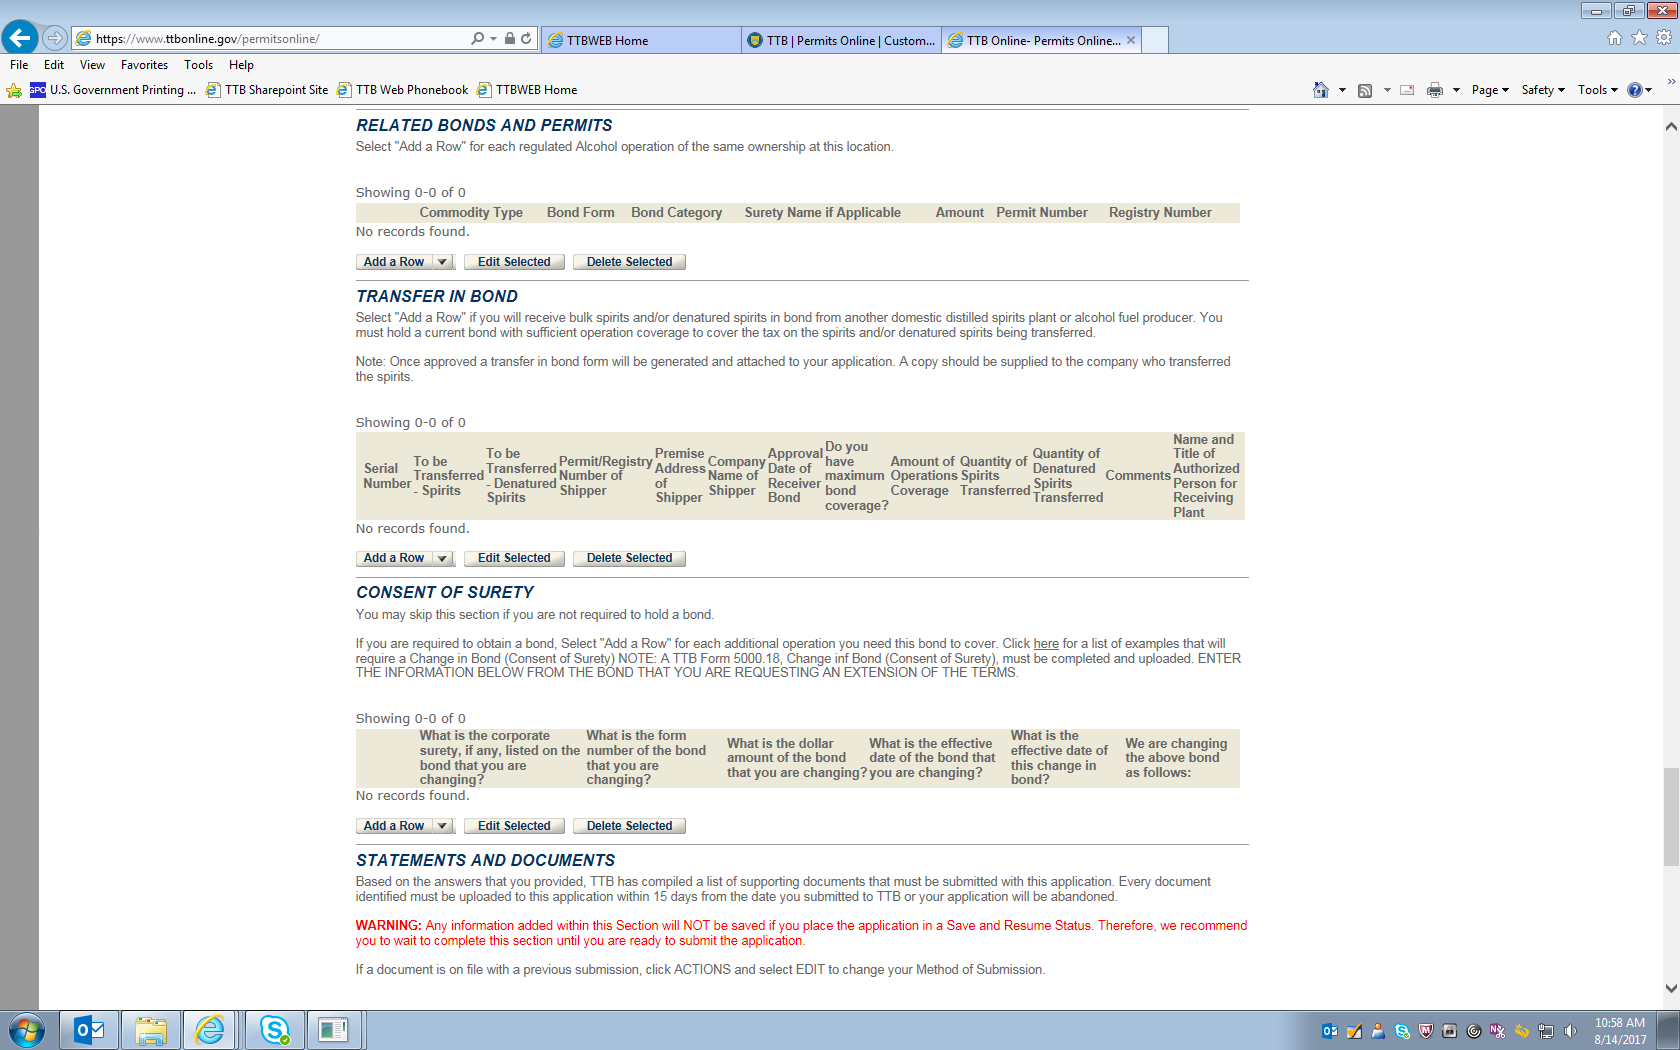 https://www.ttbonline.gov/permitsonline/
TTBWEB Home
TTB | Permits Online | Custom...
TTB Online- Permits Online...
File Edit View Favorites Tools Help
GPO U.S. Government Printing ... TTB Sharepoint Site TTB Web Phonebook TTBWEB Home
Page Safety Tools
RELATED BONDS AND PERMITS
Select "Add a Row" for each regulated Alcohol operation of the same ownership at this location.
Showing 0-0 of 0
Commodity Type Bond Form Bond Category Surety Name if Applicable Amount Permit Number Registry Number
No records found.
Add a Row Edit Selected Delete Selected
TRANSFER IN BOND
Select "Add a Row" if you will receive bulk spirits and/or denatured spirits in bond from another domestic distilled spirits plant or alcohol fuel producer. You
must hold a current bond with sufficient operation coverage to cover the tax on the spirits and/or denatured spirits being transferred.
Note: Once approved a transfer in bond form will be generated and attached to your application. A copy should be supplied to the company who transferred
the spirits.
Showing 0-0 of 0
Serial
Number
To be
Transferred
- Spirits
To be
Transferred
- Denatured
Spirits
Permit/Registry
Number of
Shipper
Premise
Address
of
Shipper
Company
Name of
Shipper
Approval
Date of
Receiver
Bond
Do you
have
maximum
bond
coverage?
Amount of
Operations
Coverage
Quantity of
Spirits
Transferred
Quantity of
Denatured
Spirits
Transferred
Comments
Name and
Title of
Authorized
Person for
Receiving
Plant
No records found.
Add a Row Edit Selected Delete Selected
CONSENT OF SURETY
You may skip this section if you are not required to hold a bond.
If you are required to obtain a bond, Select "Add a Row" for each additional operation you need this bond to cover. Click here for a list of examples that will
require a Change in Bond (Consent of Surety) NOTE: A TTB Form 5000.18, Change inf Bond (Consent of Surety), must be completed and uploaded. ENTER
THE INFORMATION BELOW FROM THE BOND THAT YOU ARE REQUESTING AN EXTENSION OF THE TERMS.
Showing 0-0 of 0
What is the corporate
surety, if any, listed on the
bond that you are
changing?
What is the form
number of the bond
that you are
changing?
What is the dollar
amount of the bond
that you are changing?
What is the effective
date of the bond that
you are changing?
What is the
effective date of
this change in
bond?
We are changing
the above bond
as follows:
No records found.
Add a Row Edit Selected Delete Selected
STATEMENTS AND DOCUMENTS
Based on the answers that you provided, TTB has compiled a list of supporting documents that must be submitted with this application. Every document
identified must be uploaded to this application within 15 days from the date you submitted to TTB or your application will be abandoned.
WARNING: Any information added within this Section will NOT be saved if you place the application in a Save and Resume Status. Therefore, we recommend
you to wait to complete this section until you are ready to submit the application.
If a document is on file with a previous submission, click ACTIONS and select EDIT to change your Method of Submission.
10:58 AM
8/14/2017